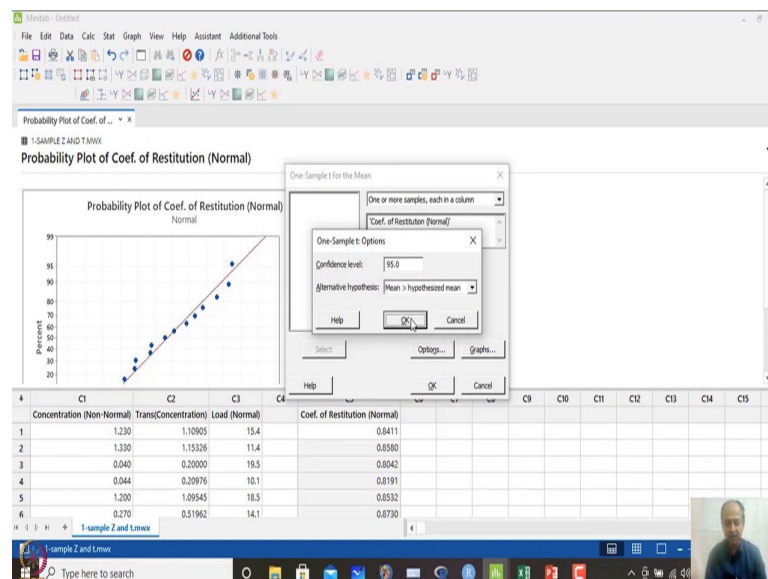 Minitab - Untitled
File Edit Data Calc Stat Graph View Help Assistant Additional Tools
Probability Plot of Coef. of ...
1-SAMPLE Z AND T.MWX
Probability Plot of Coef. of Restitution (Normal)
Probability Plot of Coef. of Restitution (Normal)
Normal
99
95
90
80
70
60
50
40
30
20
Percent
One-Sample t for the Mean
One or more samples, each in a column
'Coef. of Restitution (Normal)'
One-Sample t: Options
Confidence level: 95.0
Alternative hypothesis: Mean > hypothesized mean
Help OK Cancel
Select Options... Graphs...
Help OK Cancel
C1 C2 C3 C4 C9 C10 C11 C12 C13 C14 C15
Concentration (Non-Normal) Trans(Concentration) Load (Normal) Coef. of Restitution (Normal)
1 1.230 1.10905 15.4 0.8411
2 1.330 1.15326 11.4 0.8580
3 0.040 0.20000 19.5 0.8042
4 0.044 0.20976 10.1 0.8191
5 1.200 1.09545 18.5 0.8532
6 0.270 0.51962 14.1 0.8730
1-sample Z and t.mwx
1-sample Z and t.mwx
Type here to search